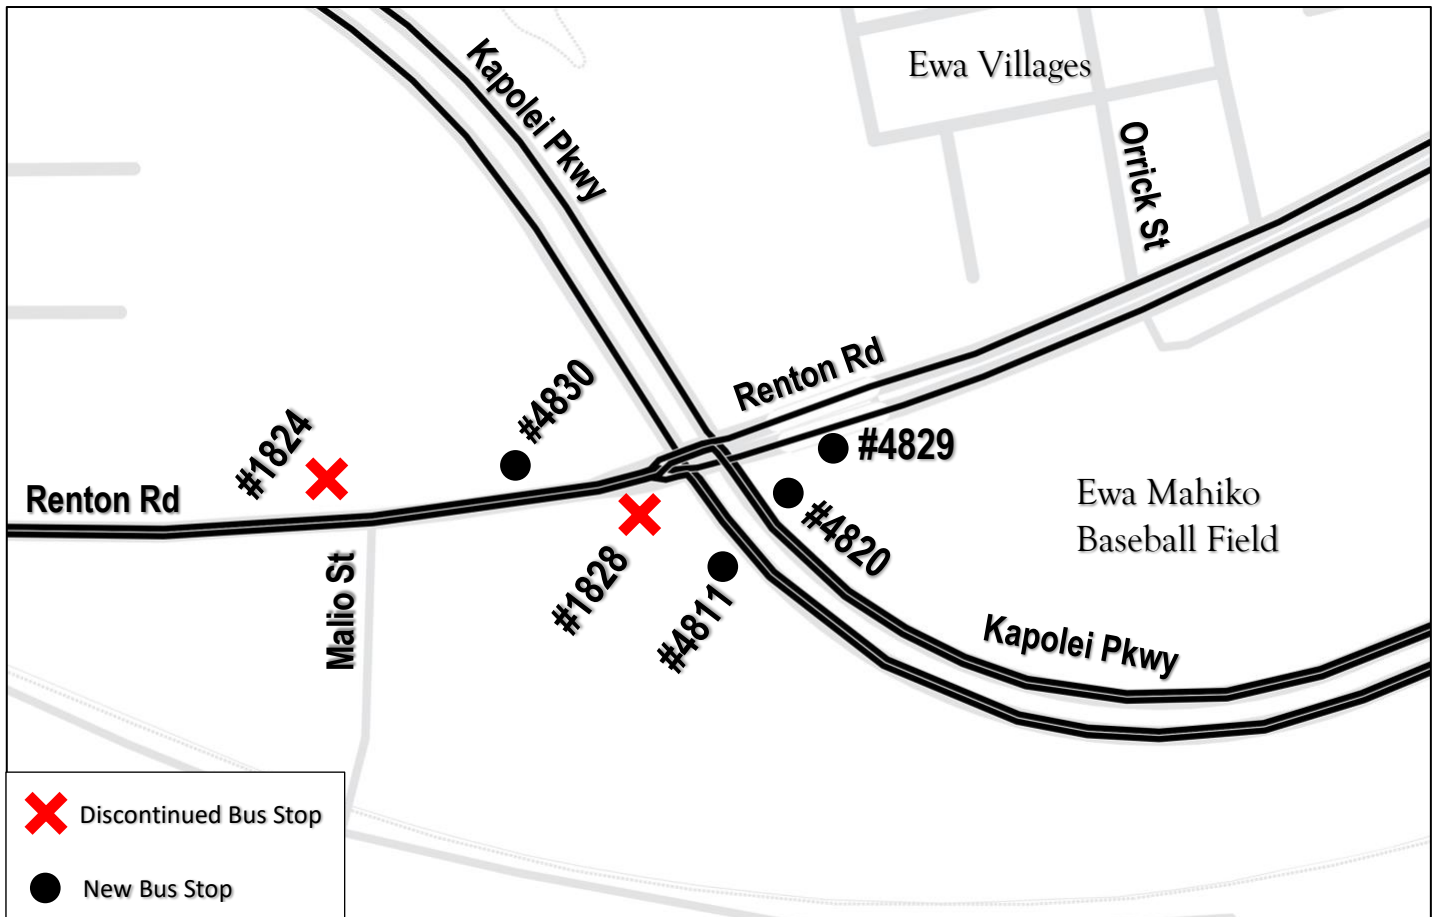 Kapolei Pkwy
Ewa Villages
Orrick St
Renton Rd
#4830
#1824
#4829
Renton Rd
Ewa Mahiko
Baseball Field
#4820
#1828
Malio St
#4811
Kapolei Pkwy
Discontinued Bus Stop
New Bus Stop